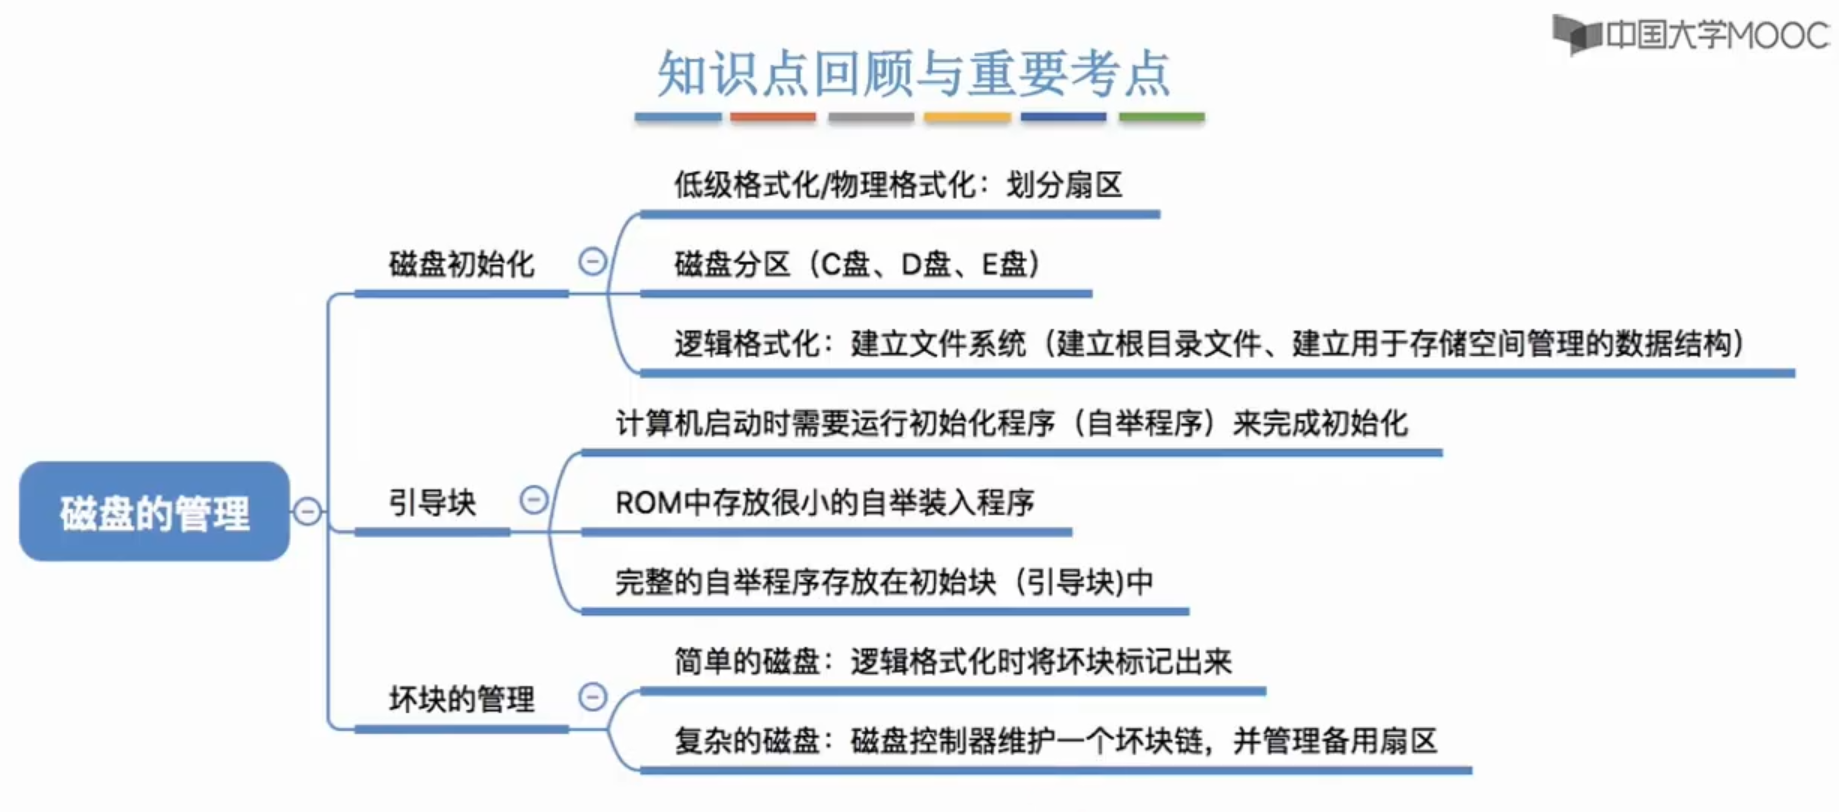 中国大学MOOC
知识点回顾与重要考点
低级格式化/物理格式化：划分扇区
磁盘初始化
磁盘分区（C盘、D盘、E盘）
逻辑格式化：建立文件系统（建立根目录文件、建立用于存储空间管理的数据结构）
计算机启动时需要运行初始化程序（自举程序）来完成初始化
磁盘的管理
引导块
ROM中存放很小的自举装入程序
完整的自举程序存放在初始块（引导块)中
简单的磁盘：逻辑格式化时将坏块标记出来
坏块的管理
复杂的磁盘：磁盘控制器维护一个坏块链，并管理备用扇区